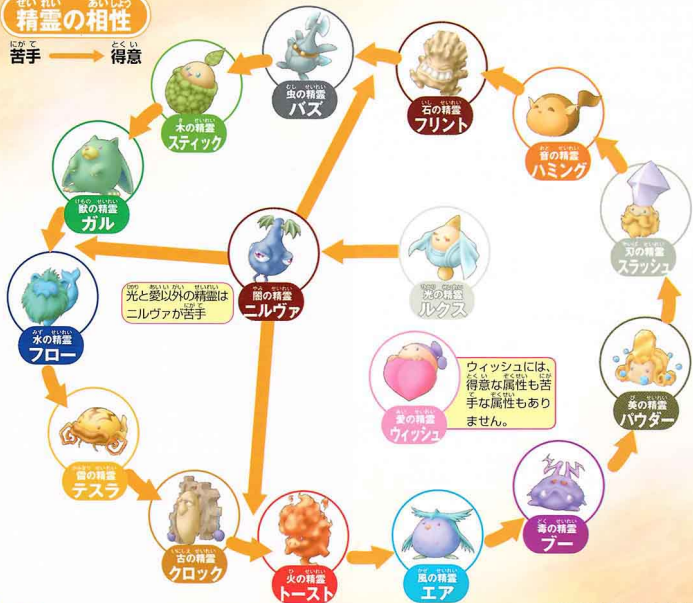 精霊の相性
苦手 → 得意
虫の精霊
バズ
石の精霊
フリント
木の精霊
スティック
音の精霊
ハミング
獣の精霊
ガル
刃の精霊
スラッシュ
闇の精霊
ニルヴァ
光の精霊
ルクス
光と愛以外の精霊は
ニルヴァが苦手
水の精霊
フロー
愛の精霊
ウィッシュ
ウィッシュには、
得意な属性も苦
手な属性もあり
ません。
美の精霊
パウダー
雷の精霊
テスラ
古の精霊
クロック
火の精霊
トースト
風の精霊
エア
毒の精霊
ブー